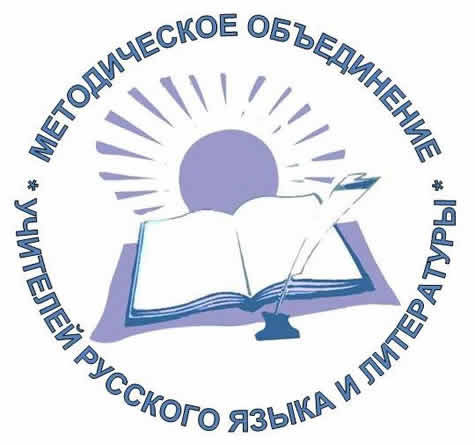 МЕТОДИЧЕСКОЕ ОБЪЕДИНЕНИЕ
* УЧИТЕЛЕЙ РУССКОГО ЯЗЫКА И ЛИТЕРАТУРЫ *